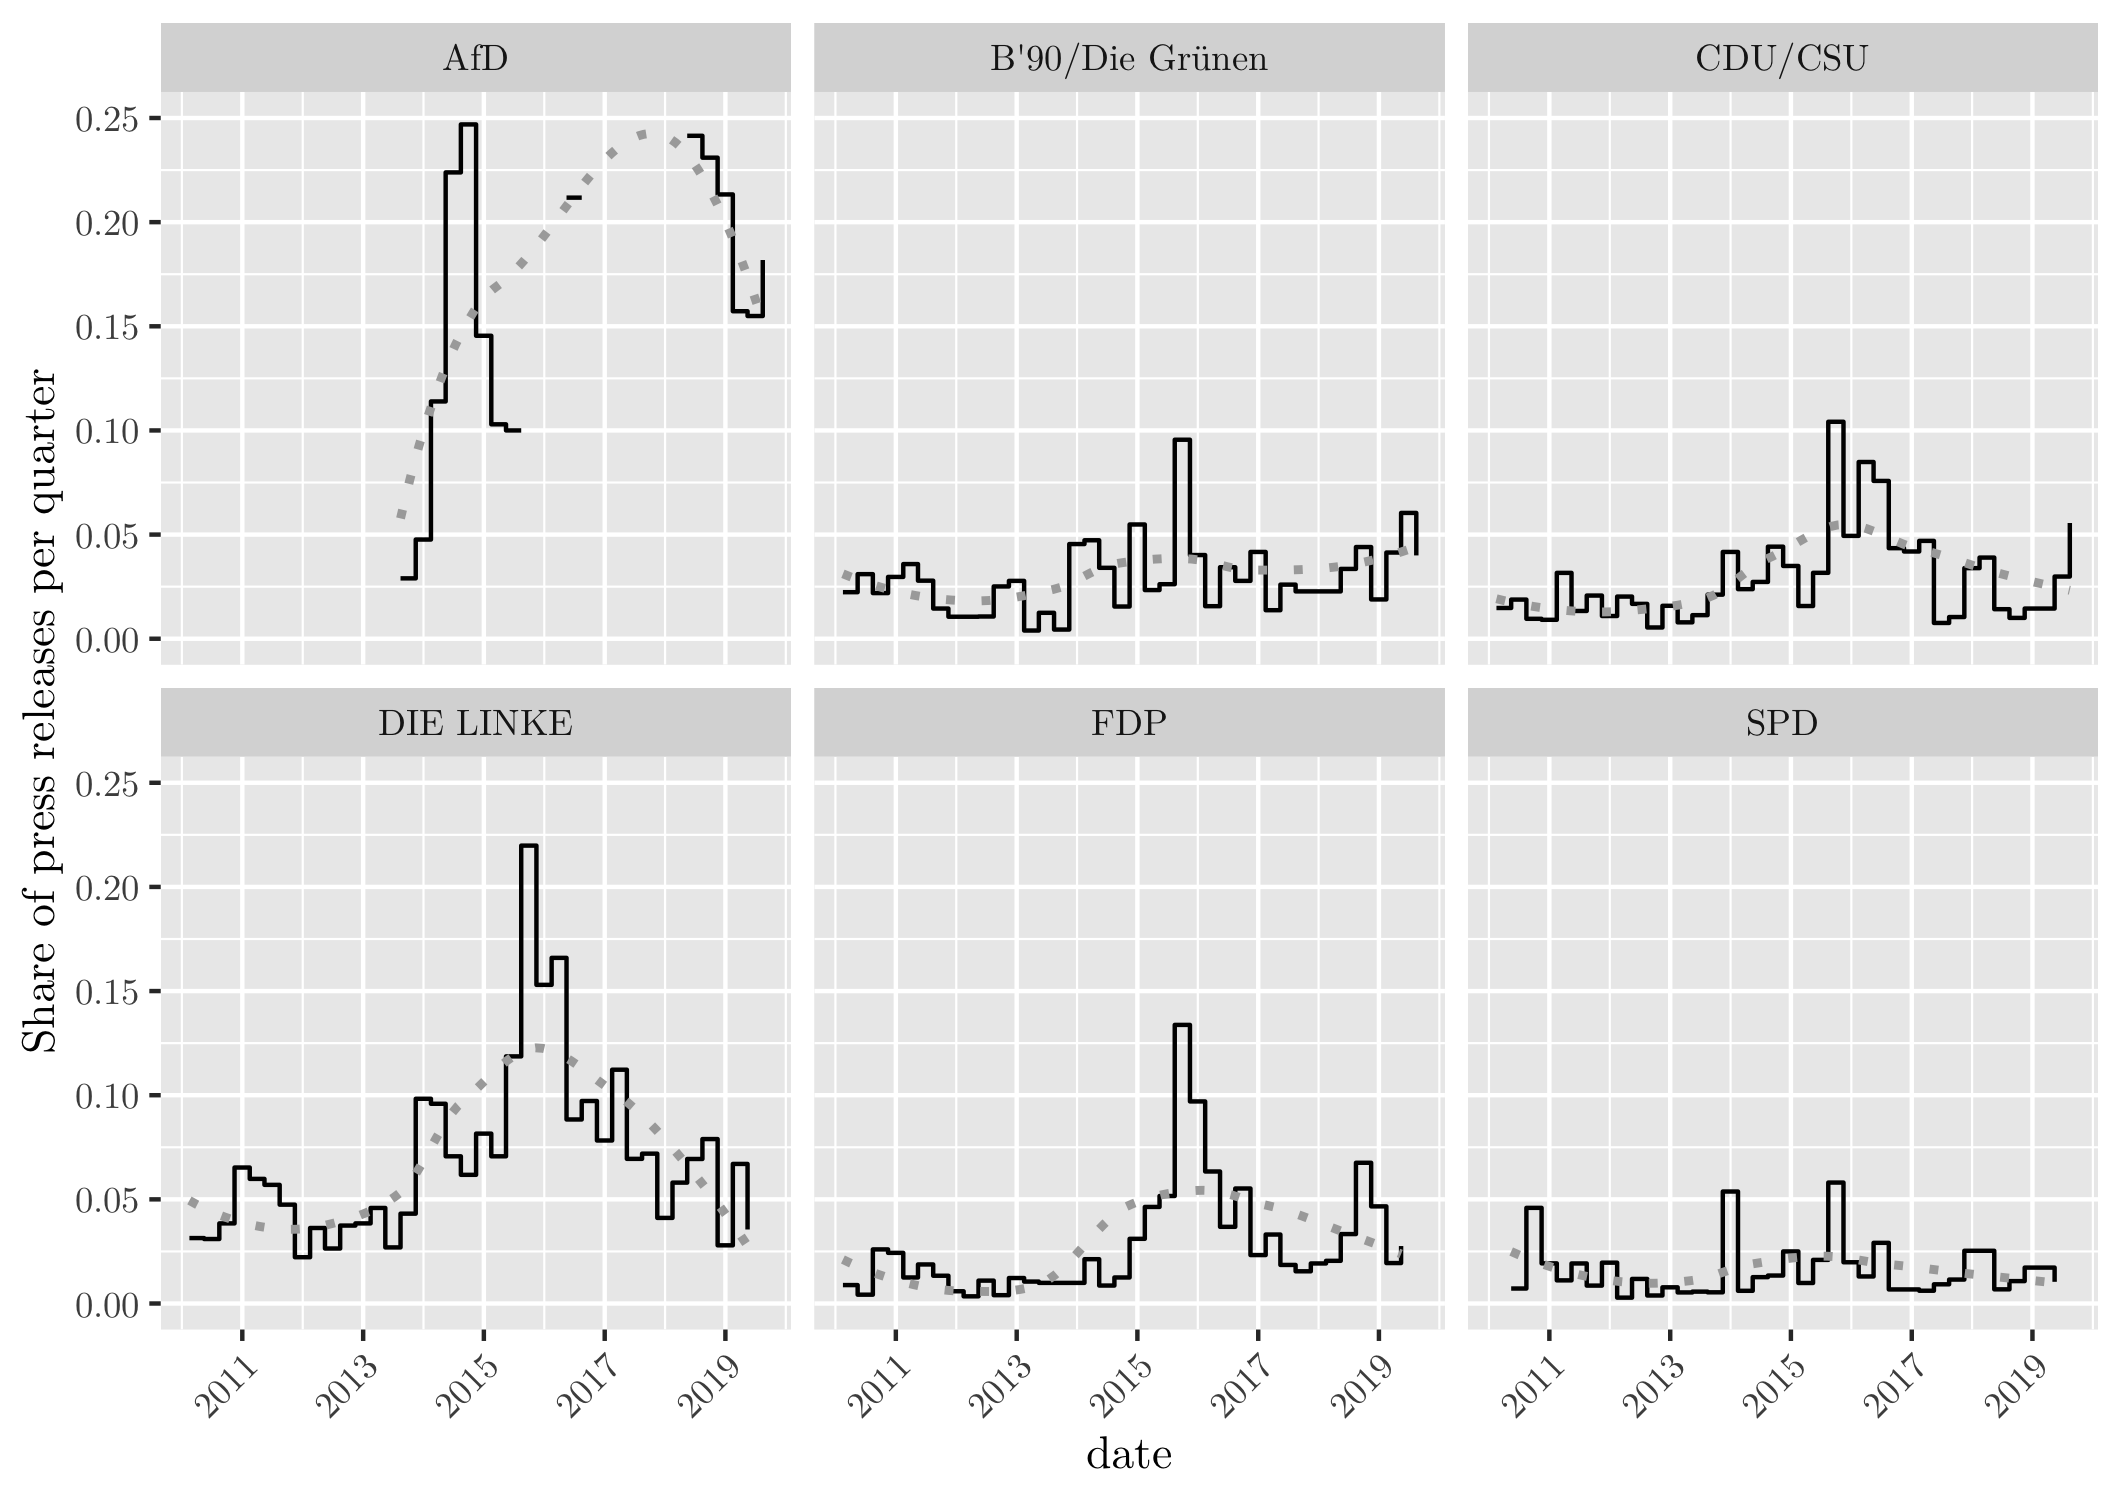 AfD
B'90/Die Grünen
CDU/CSU
0.25
0.20
0.15
0.10
0.05
0.00
Share of press releases per quarter
DIE LINKE
FDP
SPD
0.25
0.20
0.15
0.10
0.05
0.00
2011 2013 2015 2017 2019
2011 2013 2015 2017 2019
2011 2013 2015 2017 2019
date